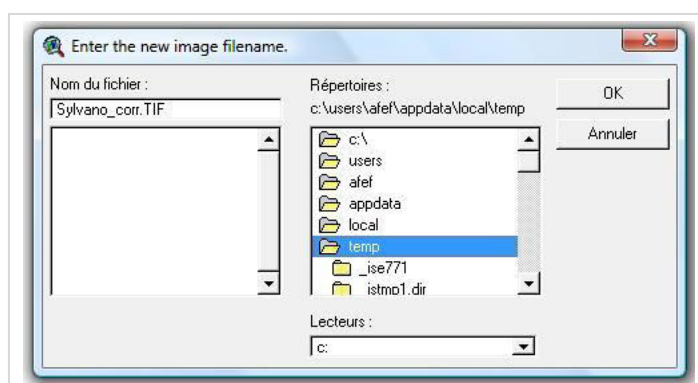 Enter the new image filename.
Nom du fichier :
Sylvano_corr.TIF
Répertoires :
c:\users\afef\appdata\local\temp
c:\
users
afef
appdata
local
temp
_ise771
_istmp1.dir
Lecteurs :
c:
OK
Annuler